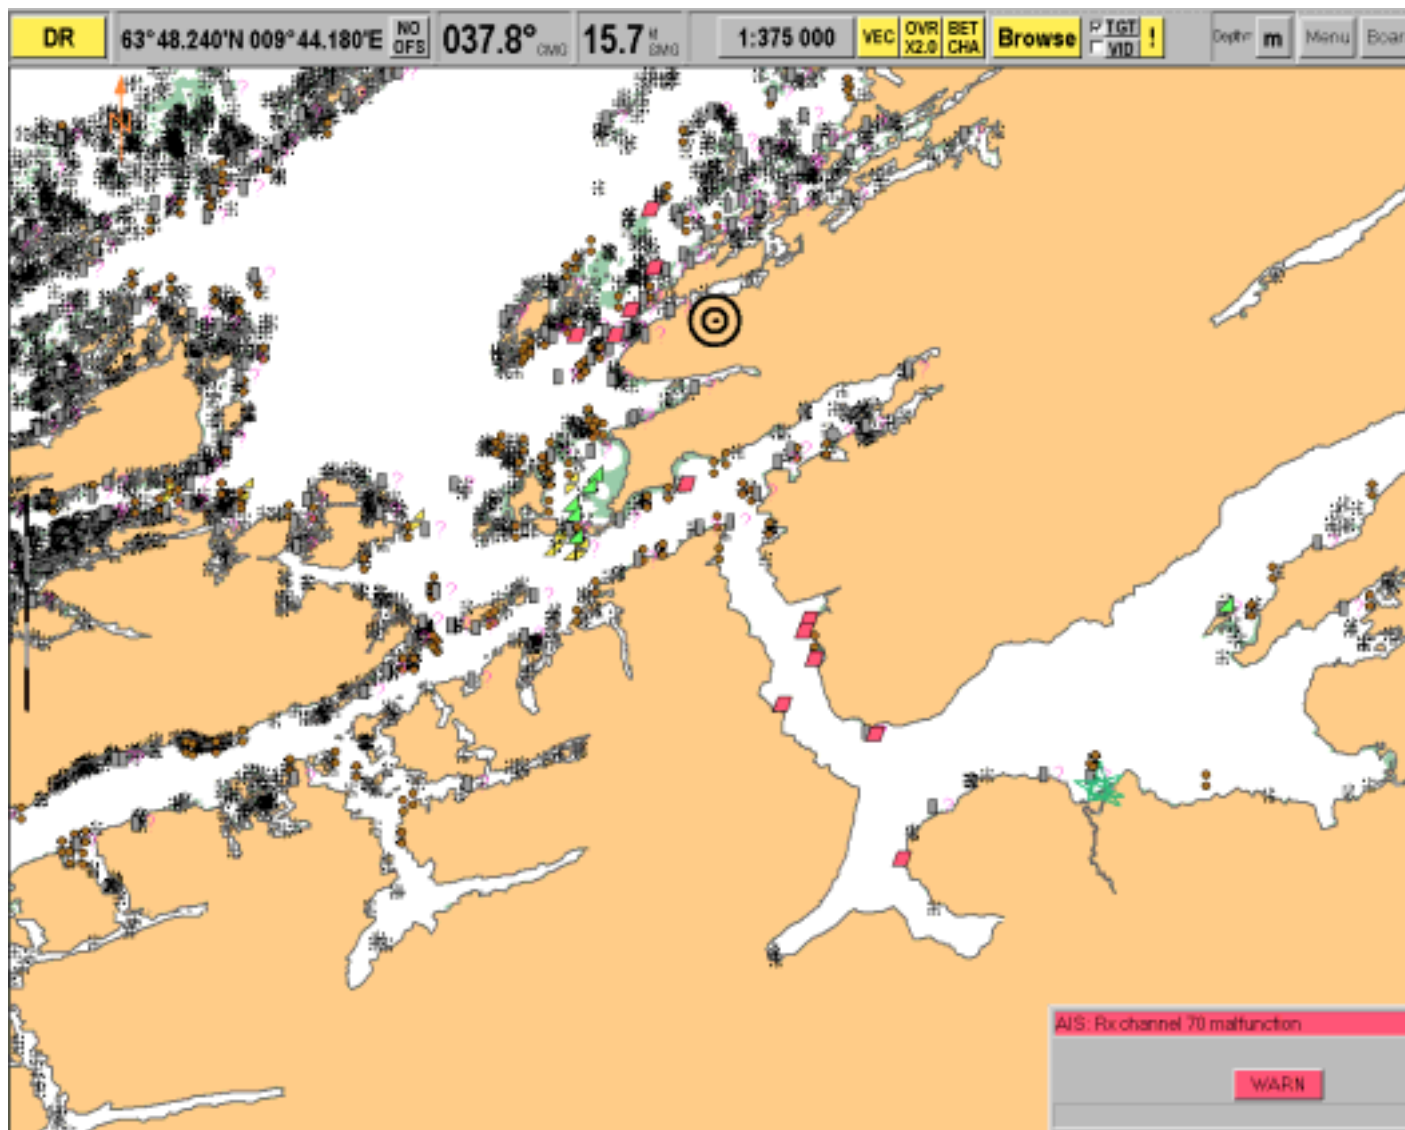 DR
63°48.240'N 009°44.180'E
NO
OFS
037.8° CMG
15.7 M
SMG
1:375 000
VEC
OVR
X2.0
BET
CHA
Browse
TGT
VID
!
Depth=
m
Menu
Boar
N
AIS: Rx channel 70 malfunction
WARN